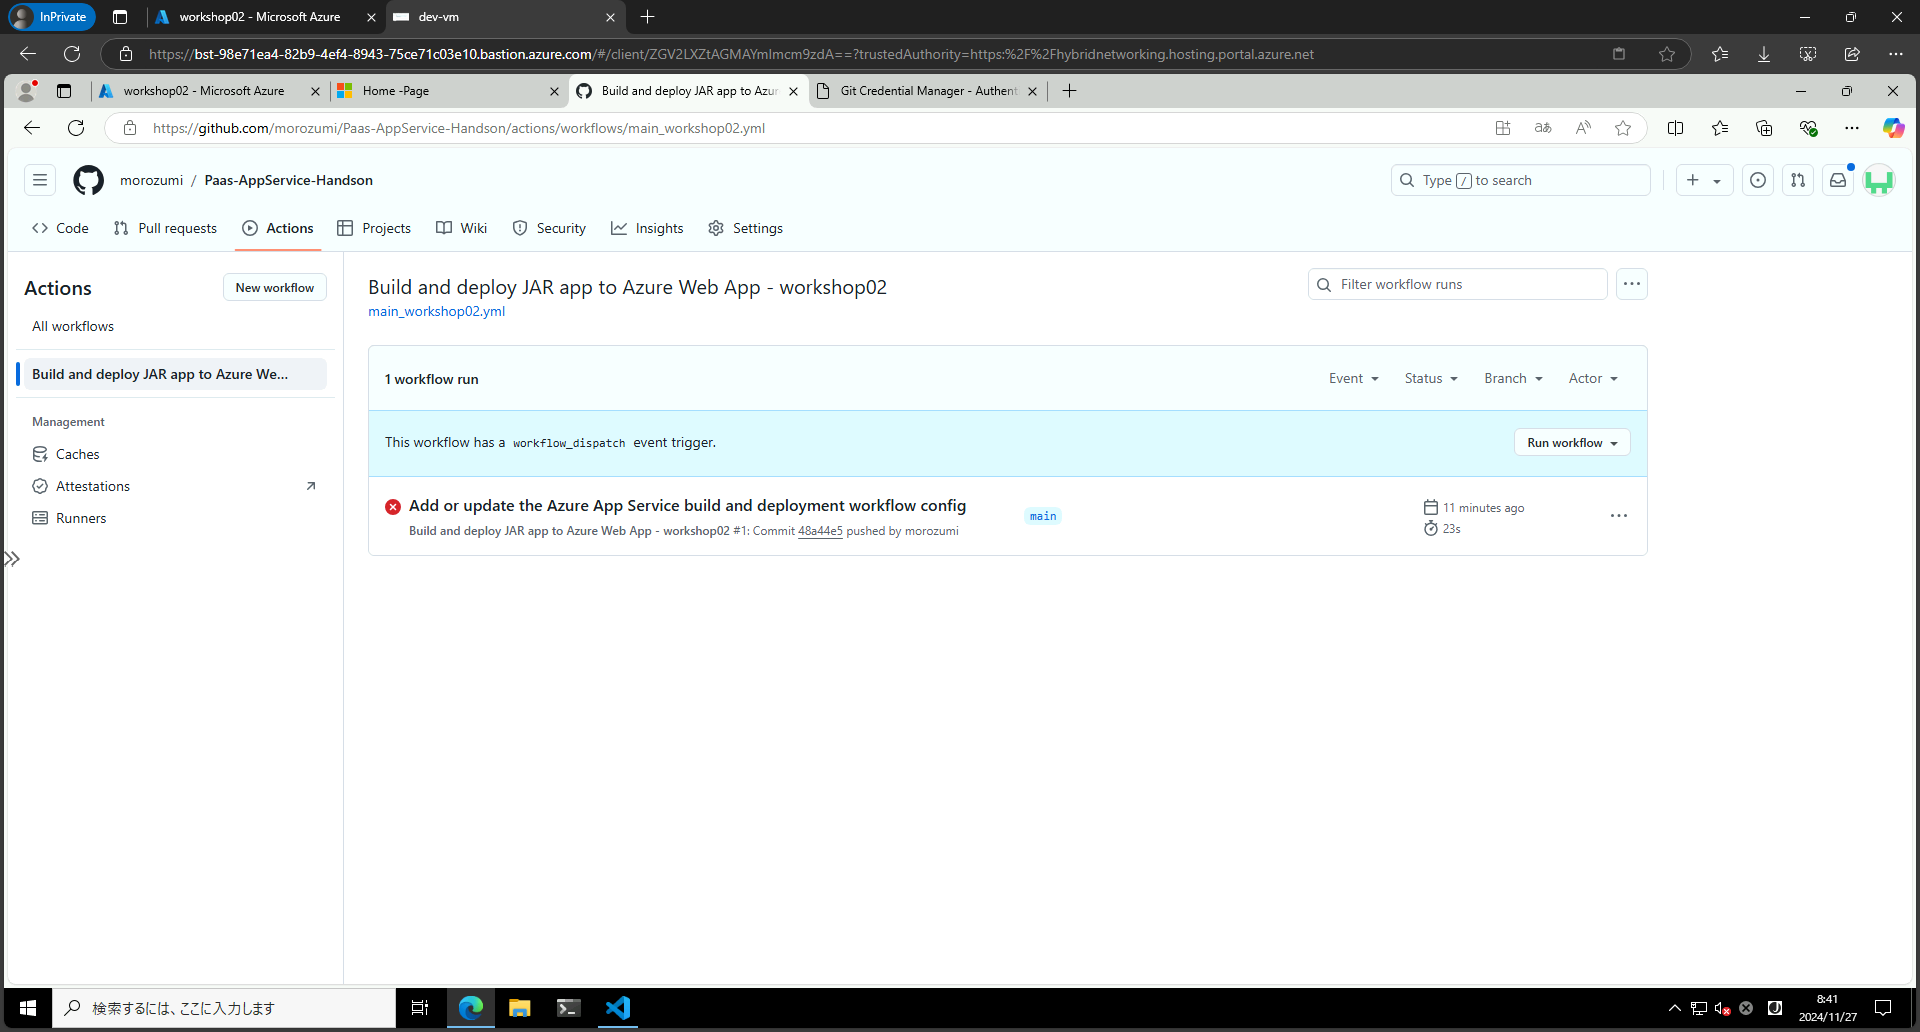 InPrivate
workshop02 - Microsoft Azure
dev-vm
https://bst-98e71ea4-82b9-4ef4-8943-75ce71c03e10.bastion.azure.com/#/client/ZGV2LXZtAGMAYmlmcm9zdA==?trustedAuthority=https:%2F%2Fhybridnetworking.hosting.portal.azure.net
workshop02 - Microsoft Azure
Home -Page
Build and deploy JAR app to Azur
Git Credential Manager - Authent
https://github.com/morozumi/Paas-AppService-Handson/actions/workflows/main_workshop02.yml
morozumi / Paas-AppService-Handson
Type / to search
Code
Pull requests
Actions
Projects
Wiki
Security
Insights
Settings
Actions
New workflow
All workflows
Build and deploy JAR app to Azure We...
Management
Caches
Attestations
Runners
Build and deploy JAR app to Azure Web App - workshop02
main_workshop02.yml
Filter workflow runs
1 workflow run
Event
Status
Branch
Actor
This workflow has a workflow_dispatch event trigger.
Run workflow
Add or update the Azure App Service build and deployment workflow config
Build and deploy JAR app to Azure Web App - workshop02 #1: Commit 48a44e5 pushed by morozumi
main
11 minutes ago
23s
検索するには、ここに入力します
8:41
2024/11/27